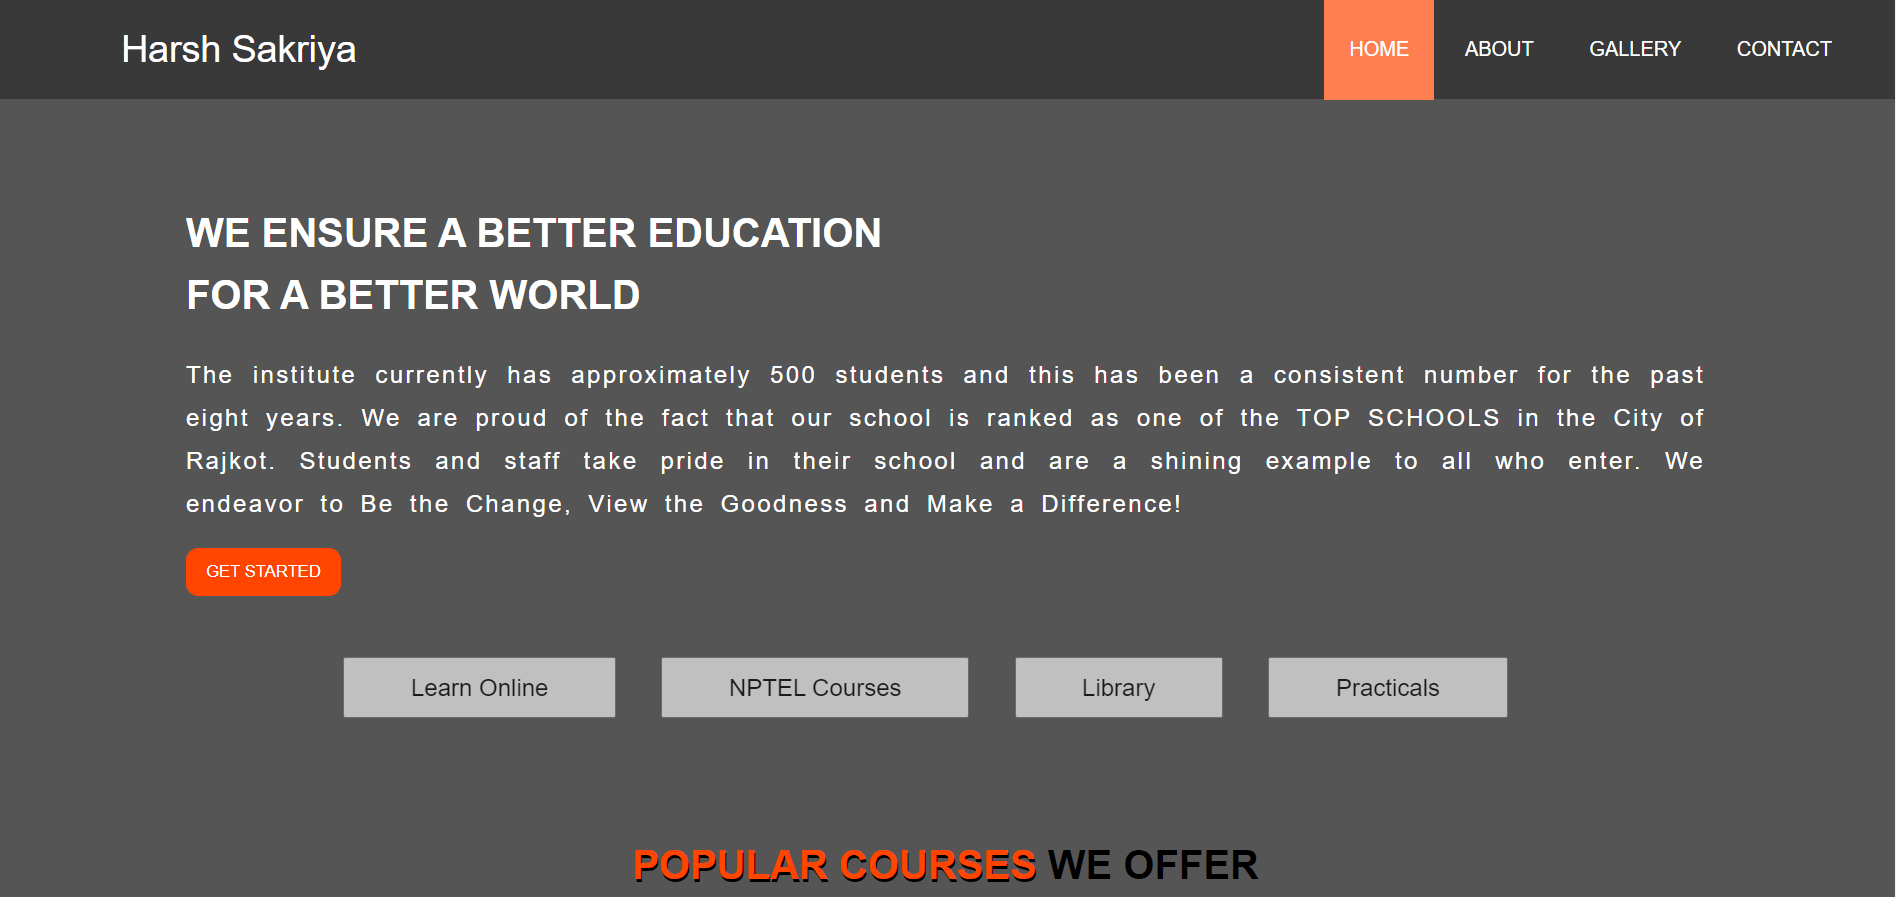 Harsh Sakriya
HOME ABOUT GALLERY CONTACT
WE ENSURE A BETTER EDUCATION
FOR A BETTER WORLD
The institute currently has approximately 500 students and this has been a consistent number for the past
eight years. We are proud of the fact that our school is ranked as one of the TOP SCHOOLS in the City of
Rajkot. Students and staff take pride in their school and are a shining example to all who enter. We
endeavor to Be the Change, View the Goodness and Make a Difference!
GET STARTED
Learn Online NPTEL Courses Library Practicals
POPULAR COURSES WE OFFER